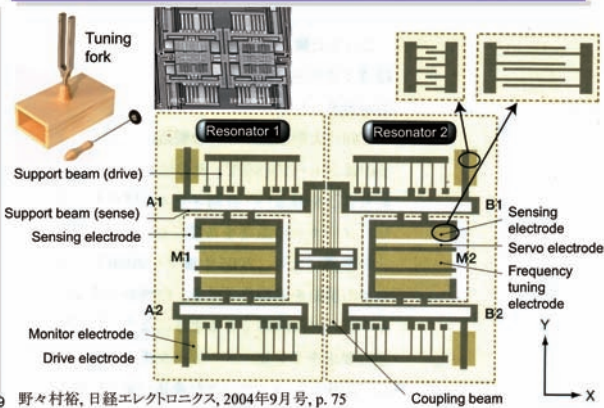 Tuning
fork
Resonator 1
Resonator 2
Support beam (drive)
A1
B1
Support beam (sense)
Sensing electrode
Sensing
electrode
Servo electrode
M1
M2
Frequency
tuning
electrode
A2
B2
Monitor electrode
Drive electrode
Y
X
Coupling beam
野々村裕, 日経エレクトロニクス, 2004年9月号, p. 75